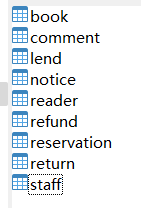 book
comment
lend
notice
reader
refund
reservation
return
staff